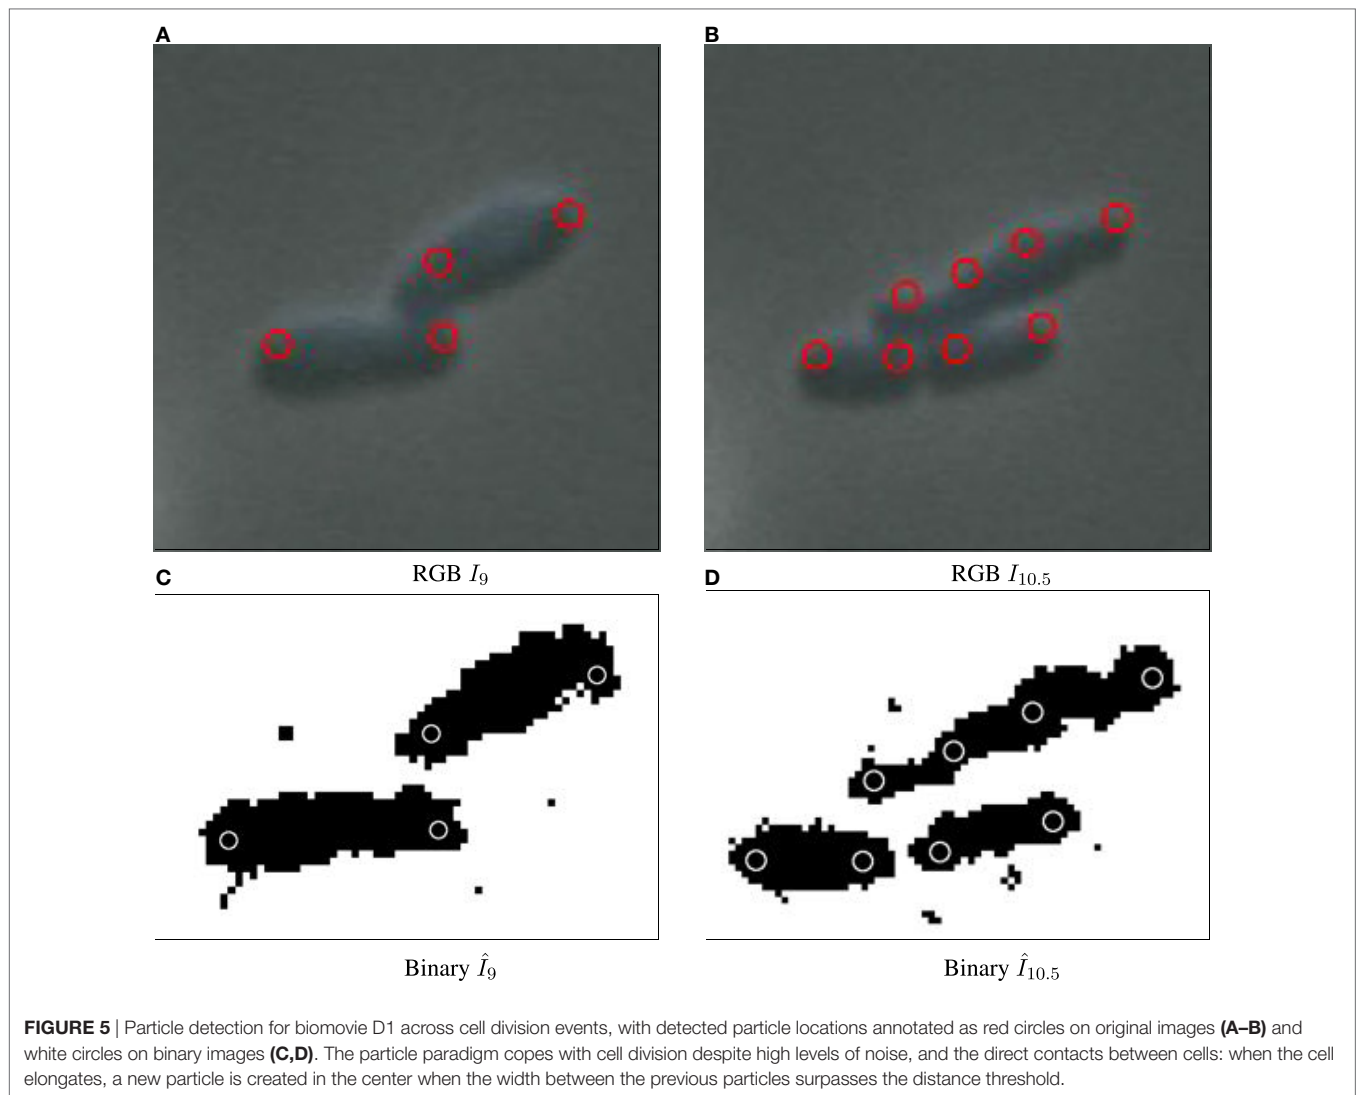 A
B
RGB I₉
RGB I₁₀.₅
C
D
Binary Î₉
Binary Î₁₀.₅
FIGURE 5 | Particle detection for biomovie D1 across cell division events, with detected particle locations annotated as red circles on original images (A–B) and
white circles on binary images (C,D). The particle paradigm copes with cell division despite high levels of noise, and the direct contacts between cells: when the cell
elongates, a new particle is created in the center when the width between the previous particles surpasses the distance threshold.